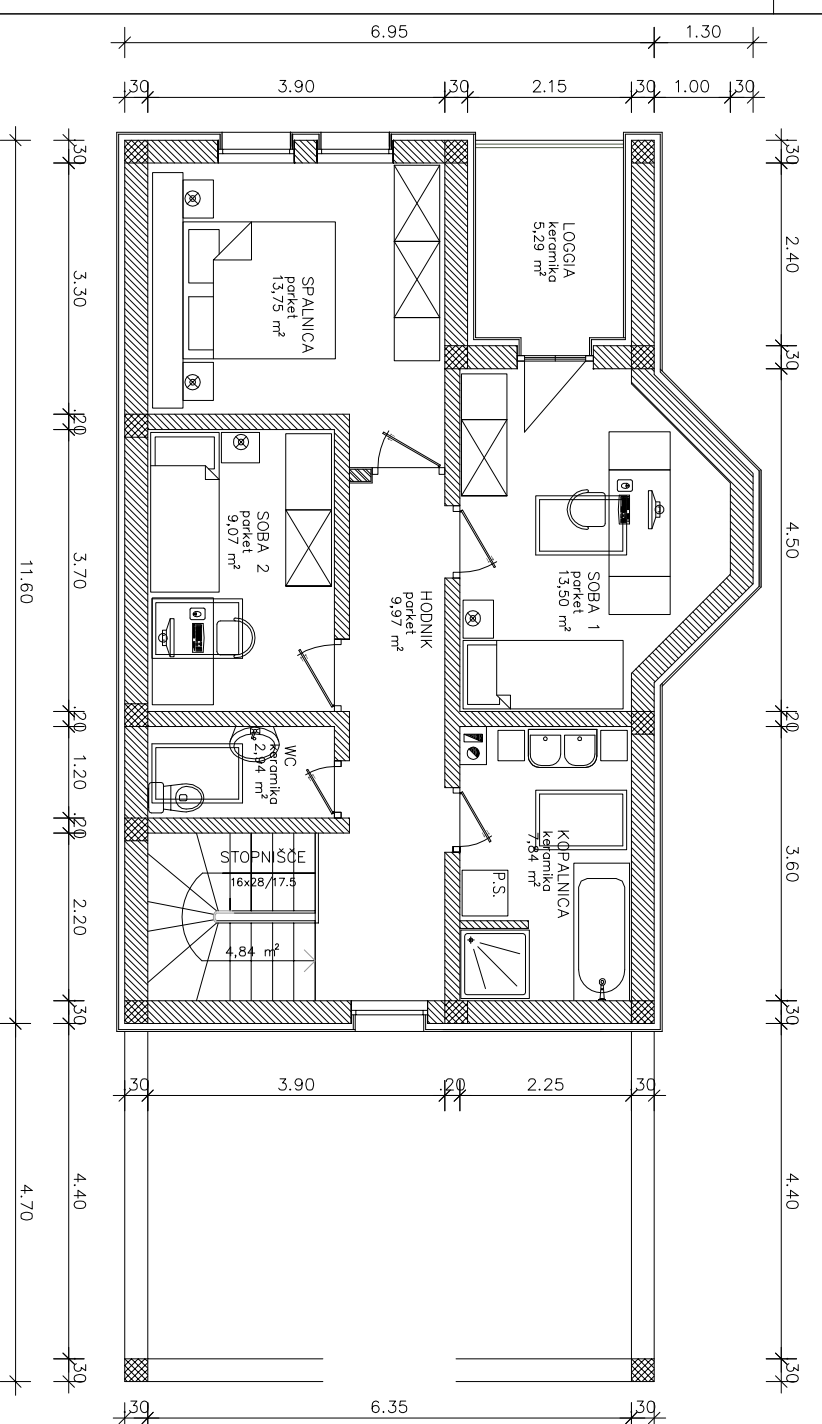 6.95
1.30
.30
3.90
.30
2.15
.30
1.00
.30
.30
3.30
.20
3.70
.20
1.20
.20
2.20
.30
4.40
.30
11.60
4.70
.30
2.40
.30
4.50
.20
3.60
.30
4.40
.30
LOGGIA
keramika
5,29 m²
SPALNICA
parket
13,75 m²
SOBA 1
parket
13,50 m²
SOBA 2
parket
9,07 m²
HODNIK
parket
9,97 m²
WC
keramika
2,94 m²
KOPALNICA
keramika
7,84 m²
P.S.
STOPNIŠČE
16x28/17.5
4,84 m²
.30
3.90
.20
2.25
.30
.30
6.35
.30